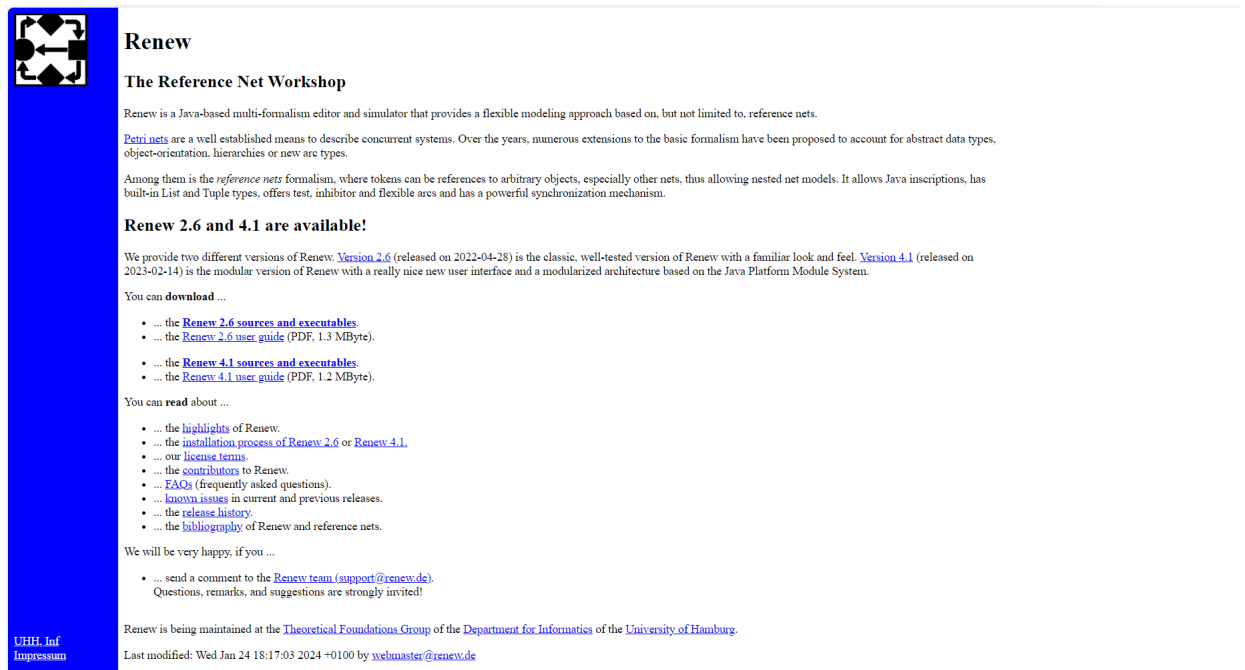 Renew
The Reference Net Workshop
Renew is a Java-based multi-formalism editor and simulator that provides a flexible modeling approach based on, but not limited to, reference nets.
Petri nets are a well established means to describe concurrent systems. Over the years, numerous extensions to the basic formalism have been proposed to account for abstract data types,
object-orientation, hierarchies or new arc types.
Among them is the reference nets formalism, where tokens can be references to arbitrary objects, especially other nets, thus allowing nested net models. It allows Java inscriptions, has
built-in List and Tuple types, offers test, inhibitor and flexible arcs and has a powerful synchronization mechanism.
Renew 2.6 and 4.1 are available!
We provide two different versions of Renew. Version 2.6 (released on 2022-04-28) is the classic, well-tested version of Renew with a familiar look and feel. Version 4.1 (released on
2023-02-14) is the modular version of Renew with a really nice new user interface and a modularized architecture based on the Java Platform Module System.
You can download ...
• ... the Renew 2.6 sources and executables.
• ... the Renew 2.6 user guide (PDF, 1.3 MByte).
• ... the Renew 4.1 sources and executables.
• ... the Renew 4.1 user guide (PDF, 1.2 MByte).
You can read about ...
• ... the highlights of Renew.
• ... the installation process of Renew 2.6 or Renew 4.1.
• ... our license terms.
• ... the contributors to Renew.
• ... FAQs (frequently asked questions).
• ... known issues in current and previous releases.
• ... the release history.
• ... the bibliography of Renew and reference nets.
We will be very happy, if you ...
• ... send a comment to the Renew team (support@renew.de).
Questions, remarks, and suggestions are strongly invited!
Renew is being maintained at the Theoretical Foundations Group of the Department for Informatics of the University of Hamburg.
Last modified: Wed Jan 24 18:17:03 2024 +0100 by webmaster@renew.de
UHH, Inf
Impressum